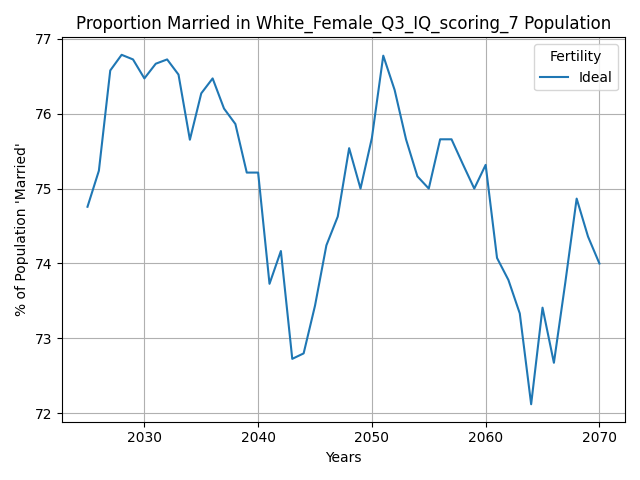 Proportion Married in White_Female_Q3_IQ_scoring_7 Population
77
76
75
74
73
72
% of Population 'Married'
Fertility
Ideal
2030 2040 2050 2060 2070
Years